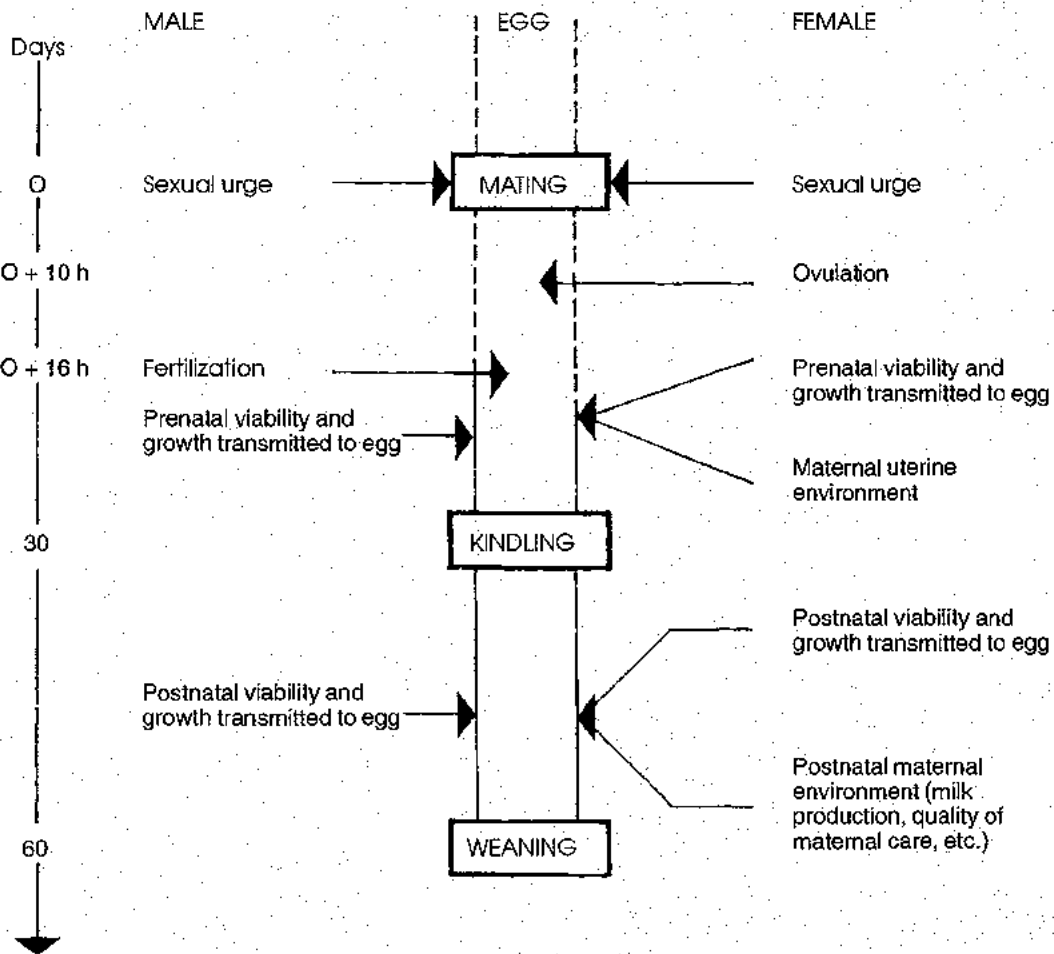 MALE
EGG
FEMALE
Days
O
Sexual urge
MATING
Sexual urge
O + 10 h
Ovulation
O + 16 h
Fertilization
Prenatal viability and
growth transmitted to egg
Prenatal viability and
growth transmitted to egg
Maternal uterine
environment
30
KINDLING
Postnatal viability and
growth transmitted to egg
Postnatal viability and
growth transmitted to egg
Postnatal maternal
environment (milk
production, quality of
maternal care, etc.)
60
WEANING